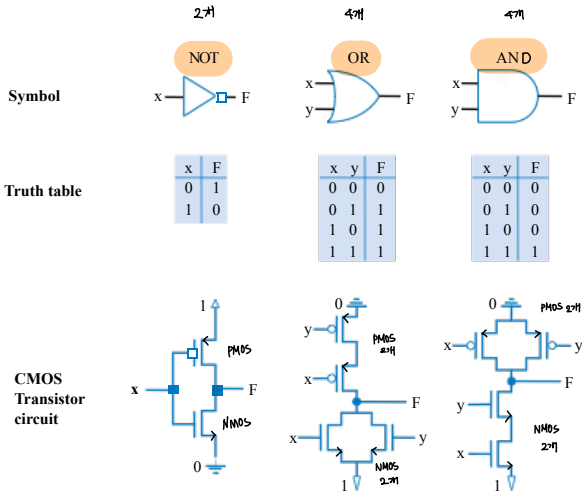 2개 4개 4개
NOT OR AND
Symbol x F x y F x y F
Truth table
x F x y F x y F
0 1 0 0 0 0 0 0
1 0 0 1 1 0 1 0
1 0 1 1 0 0
1 1 1 1 1 1
CMOS
Transistor
circuit
1
PMOS
x F
NMOS
0
0
y
PMOS
2개
x
F
x y
NMOS
2개
1
0
PMOS 2개
x y
F
y
NMOS
2개
x
1